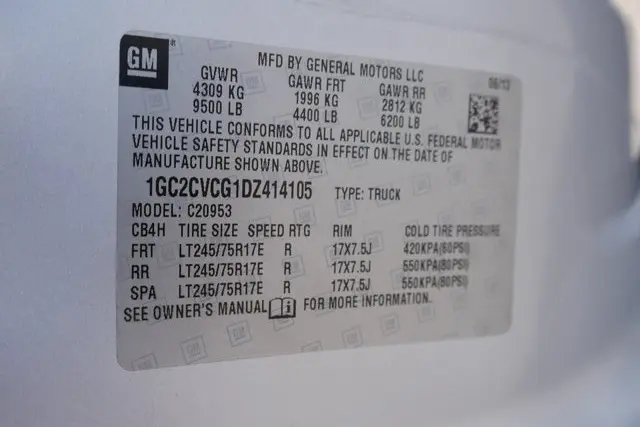 GM
MFD BY GENERAL MOTORS LLC
GVWR GAWR FRT GAWR RR 06/13
4309 KG 1996 KG 2812 KG
9500 LB 4400 LB 6200 LB
THIS VEHICLE CONFORMS TO ALL APPLICABLE U.S. FEDERAL MOTOR
VEHICLE SAFETY STANDARDS IN EFFECT ON THE DATE OF
MANUFACTURE SHOWN ABOVE.
1GC2CVCG1DZ414105 TYPE: TRUCK
MODEL: C20953
CB4H TIRE SIZE SPEED RTG RIM COLD TIRE PRESSURE
FRT LT245/75R17E R 17X7.5J 420KPA(60PSI)
RR LT245/75R17E R 17X7.5J 550KPA(80PSI)
SPA LT245/75R17E R 17X7.5J 550KPA(80PSI)
SEE OWNER'S MANUAL FOR MORE INFORMATION.